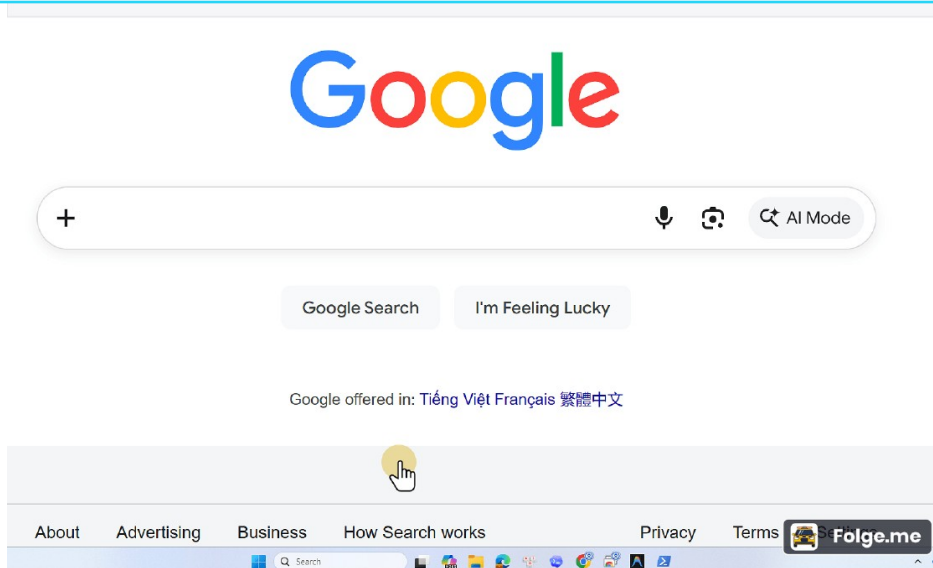 Google
AI Mode
Google Search I'm Feeling Lucky
Google offered in: Tiếng Việt Français 繁體中文
About Advertising Business How Search works Privacy Terms
Folge.me
Search